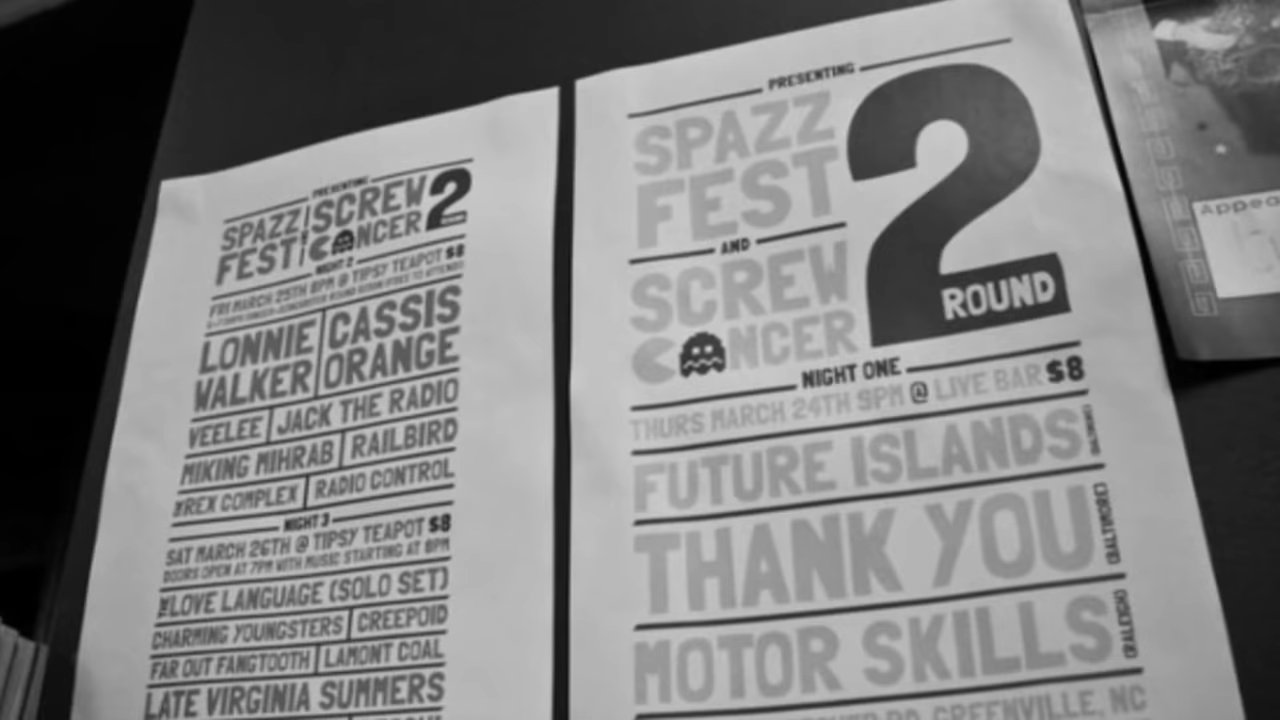 PRESENTING
SPAZZ FEST
SCREW CANCER
2
NIGHT 2
FRI MARCH 25TH 8PM @ TIPSY TEAPOT $8
LONNIE WALKER
CASSIS ORANGE
VEELEE
JACK THE RADIO
MIKING MIHRAB
RAILBIRD
REX COMPLEX
RADIO CONTROL
NIGHT 3
SAT MARCH 26TH @ TIPSY TEAPOT $8
DOORS OPEN AT 7PM WITH MUSIC STARTING AT 8PM
THE LOVE LANGUAGE (SOLO SET)
CHARMING YOUNGSTERS
CREEPOID
FAR OUT FANGTOOTH
LAMONT COAL
LATE VIRGINIA SUMMERS
PRESENTING
SPAZZ
FEST
AND
SCREW
CANCER
2
ROUND
NIGHT ONE
THURS MARCH 24TH 9PM @ LIVE BAR $8
FUTURE ISLANDS
THANK YOU
(BALTIMORE)
MOTOR SKILLS
(RALEIGH)
RD, GREENVILLE, NC
Appea